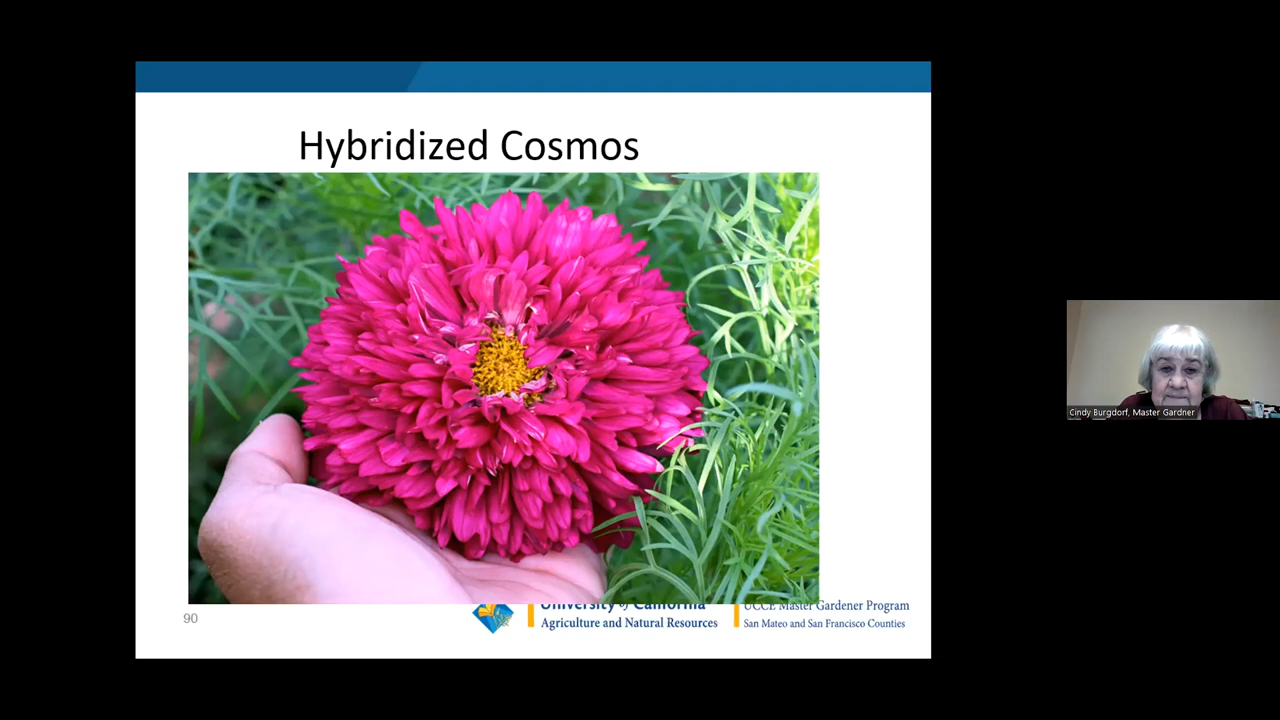 Hybridized Cosmos
90
University of California
Agriculture and Natural Resources
UCCE Master Gardener Program
San Mateo and San Francisco Counties
Cindy Burgdorf, Master Gardner